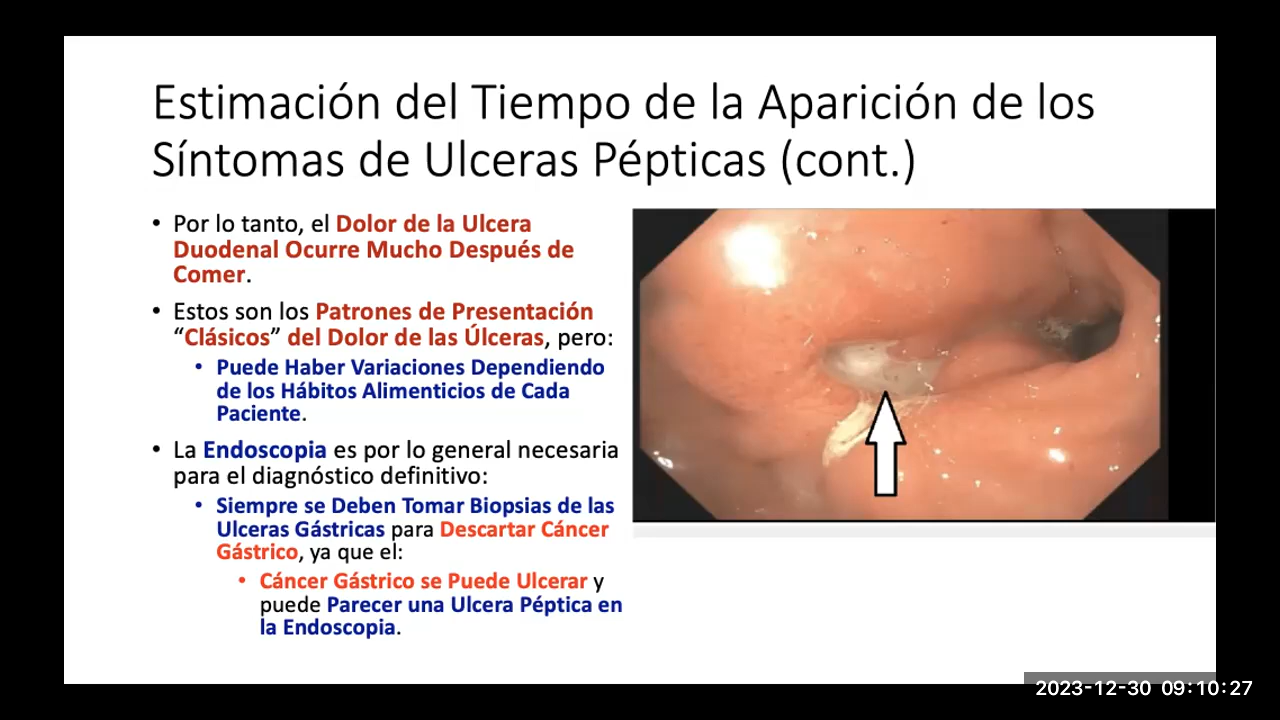 Estimación del Tiempo de la Aparición de los
Síntomas de Ulceras Pépticas (cont.)
• Por lo tanto, el Dolor de la Ulcera
Duodenal Ocurre Mucho Después de
Comer.
• Estos son los Patrones de Presentación
“Clásicos” del Dolor de las Úlceras, pero:
• Puede Haber Variaciones Dependiendo
de los Hábitos Alimenticios de Cada
Paciente.
• La Endoscopia es por lo general necesaria
para el diagnóstico definitivo:
• Siempre se Deben Tomar Biopsias de las
Ulceras Gástricas para Descartar Cáncer
Gástrico, ya que el:
• Cáncer Gástrico se Puede Ulcerar y
puede Parecer una Ulcera Péptica en
la Endoscopia.
2023-12-30 09:10:27